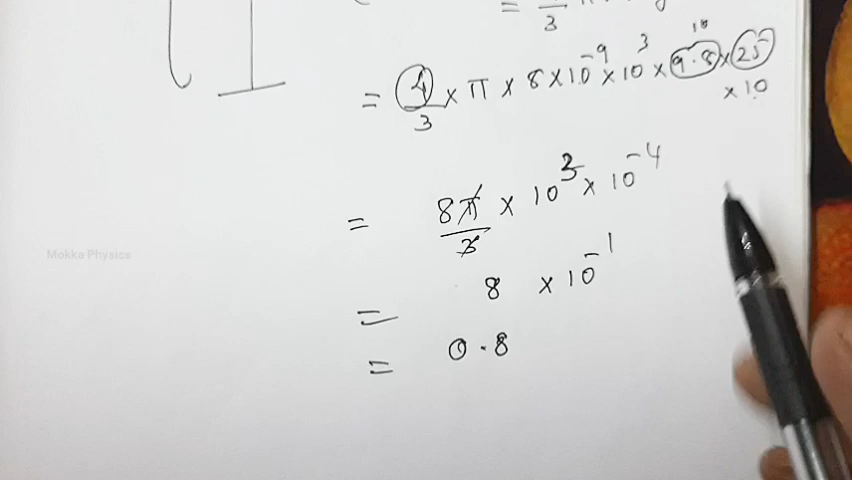 = /3
10
= 4/3 × π × 8 × 10⁻⁹ × 10³ × 9.8 × 25
× 10
= 8π/3 × 10³ × 10⁻⁴
Mokka Physics
= 8 × 10⁻¹
= 0.8